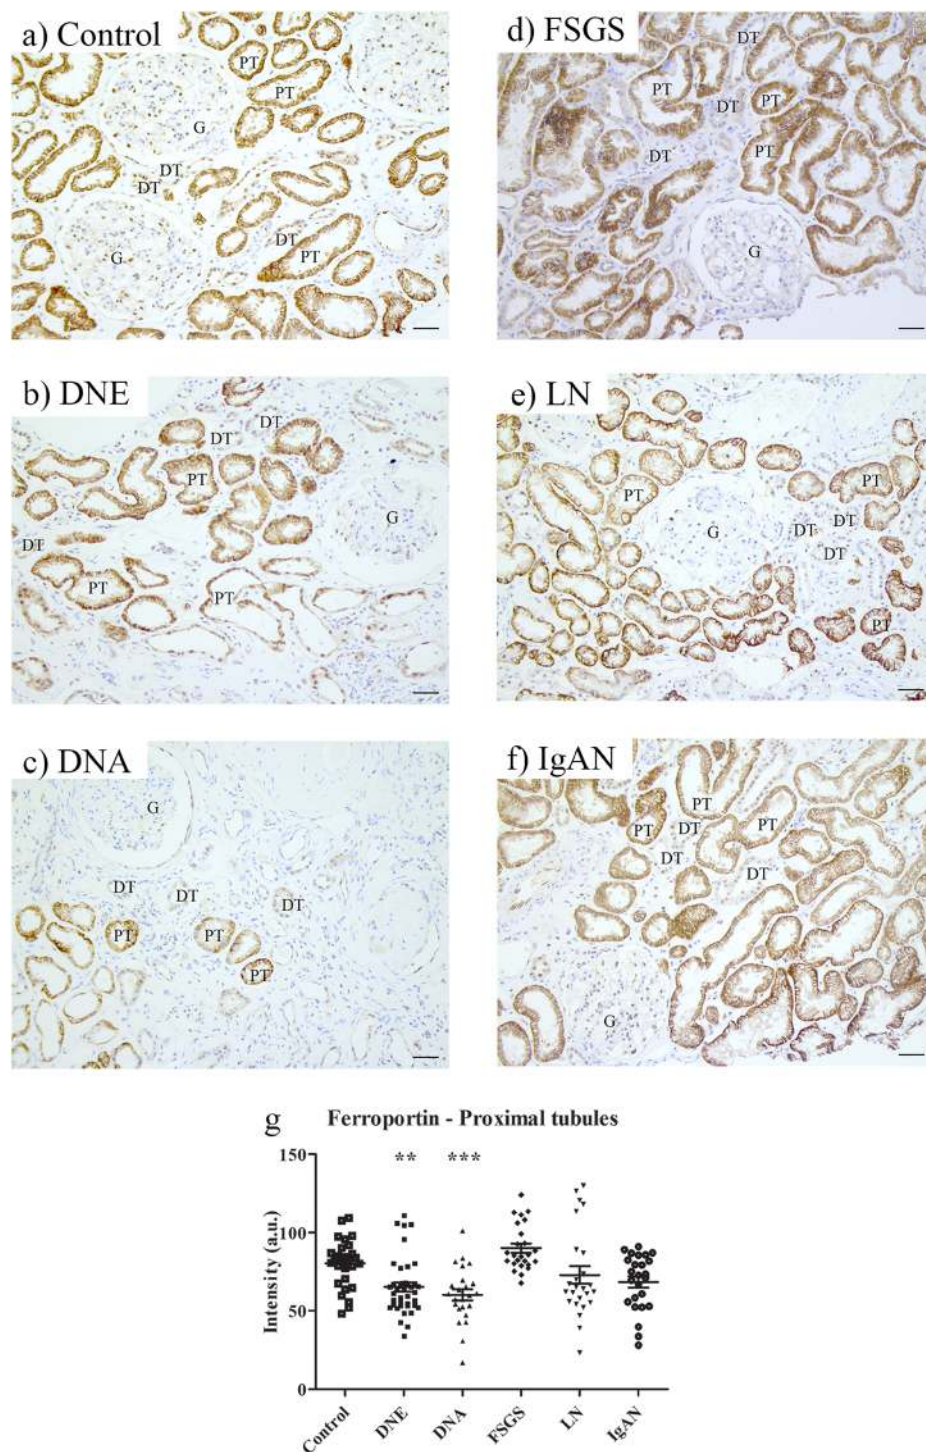 a) Control
PT
PT
G
DT
DT
G
DT
PT
b) DNE
DT
DT
PT
G
DT
PT
PT
c) DNA
G
DT
DT
DT
PT
PT
PT
d) FSGS
DT
PT
DT
PT
DT
PT
G
e) LN
PT
PT
G
DT
DT
DT
PT
f) IgAN
PT
PT
DT
PT
DT
DT
G
g Ferroportin - Proximal tubules
** ***
150
100
50
0
Intensity (a.u.)
Control DNE DNA FSGS LN IgAN